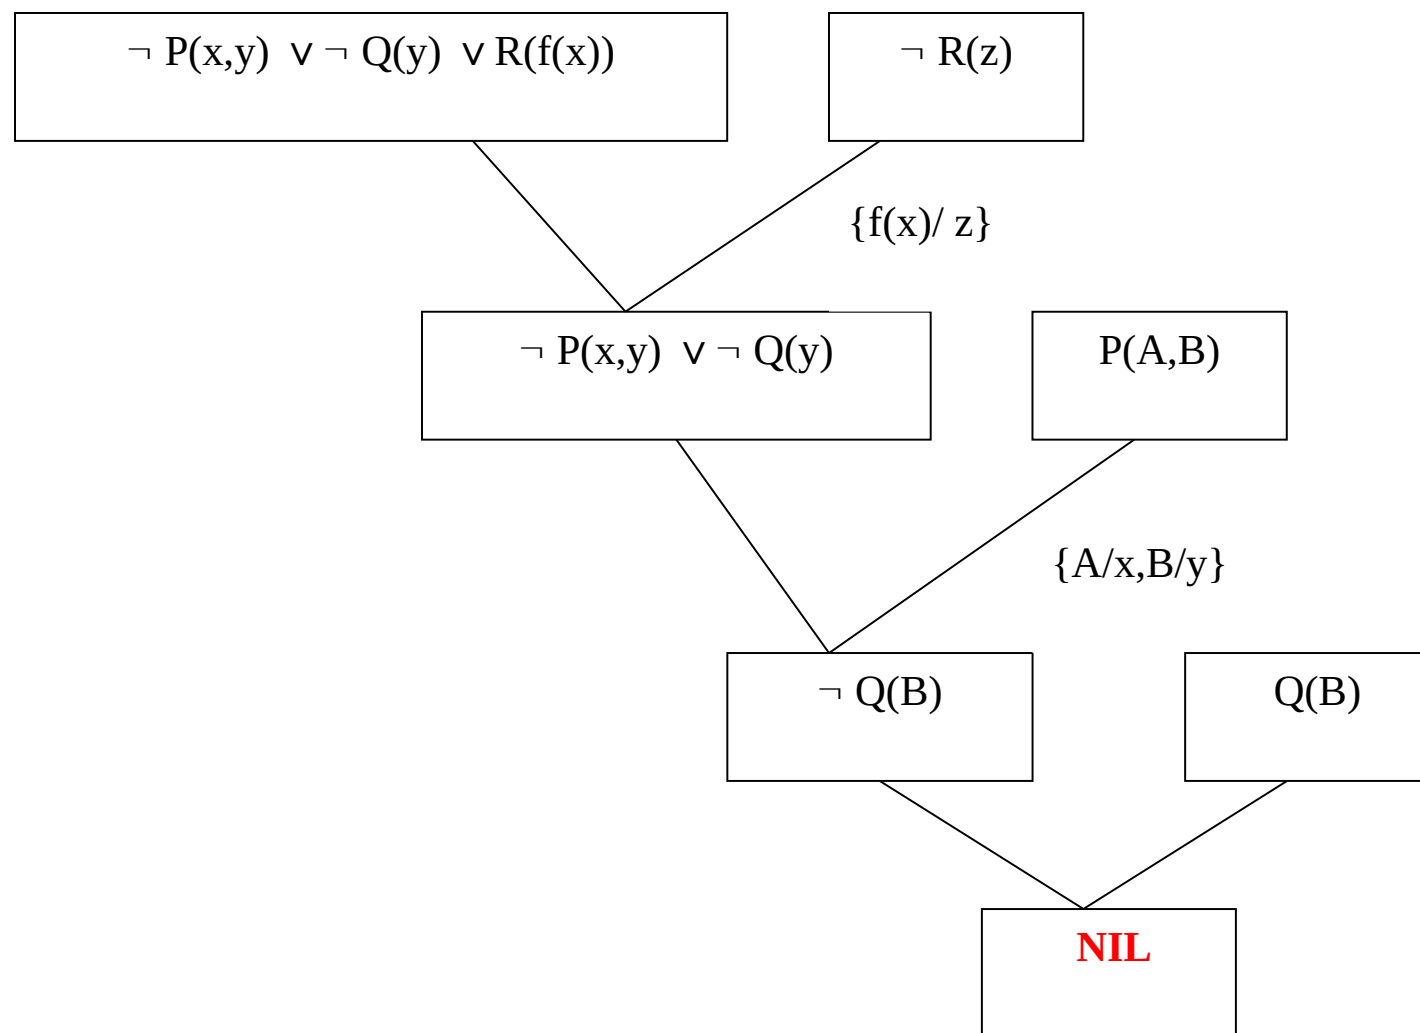 ¬ P(x,y) ∨ ¬ Q(y) ∨ R(f(x))
¬ R(z)
{f(x)/ z}
¬ P(x,y) ∨ ¬ Q(y)
P(A,B)
{A/x,B/y}
¬ Q(B)
Q(B)
NIL